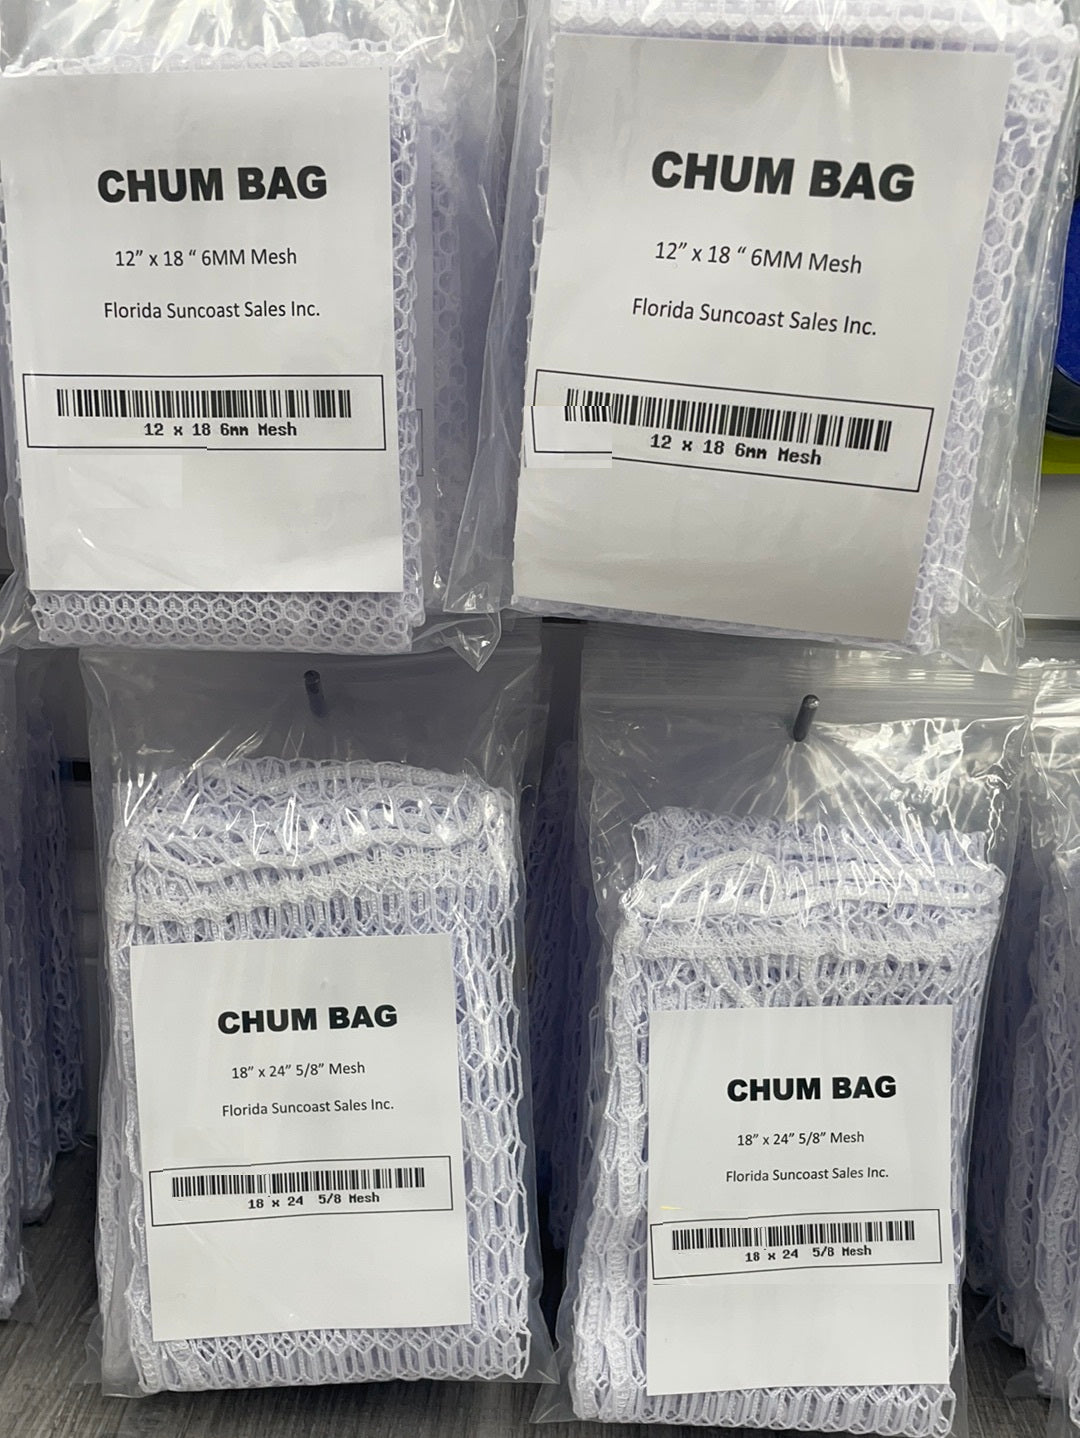 CHUM BAG
12” x 18 “ 6MM Mesh
Florida Suncoast Sales Inc.
12 x 18 6mm Mesh
CHUM BAG
12” x 18 “ 6MM Mesh
Florida Suncoast Sales Inc.
12 x 18 6mm Mesh
CHUM BAG
18” x 24” 5/8” Mesh
Florida Suncoast Sales Inc.
18 x 24  5/8 Mesh
CHUM BAG
18” x 24” 5/8” Mesh
Florida Suncoast Sales Inc.
18 x 24  5/8 Mesh